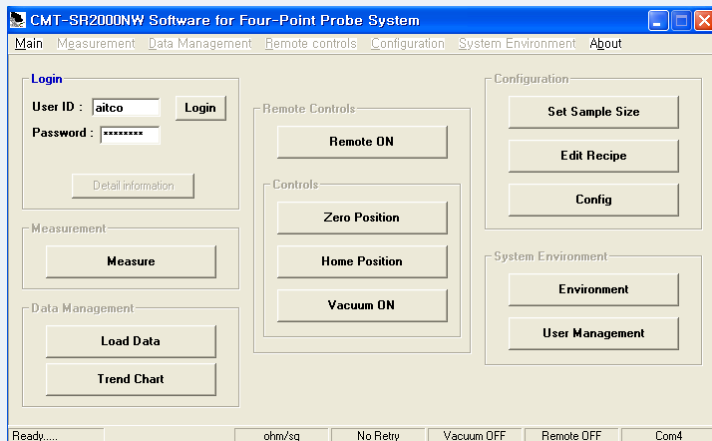 CMT-SR2000NW Software for Four-Point Probe System
Main Measurement Data Management Remote controls Configuration System Environment About
Login
User ID : aitco Login
Password : ********
Detail information
Measurement
Measure
Data Management
Load Data
Trend Chart
Remote Controls
Remote ON
Controls
Zero Position
Home Position
Vacuum ON
Configuration
Set Sample Size
Edit Recipe
Config
System Environment
Environment
User Management
Ready..... ohm/sq No Retry Vacuum OFF Remote OFF Com4